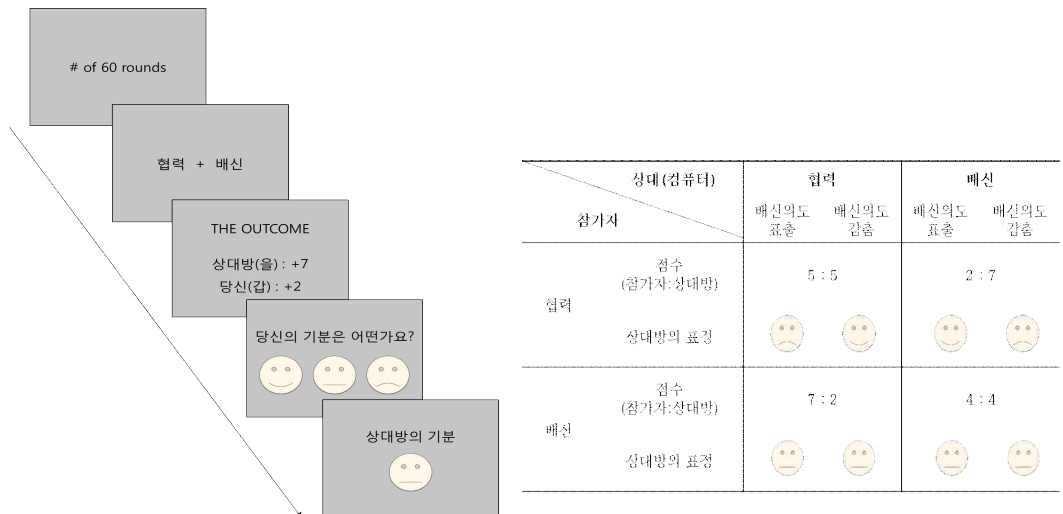 # of 60 rounds
협력 + 배신
THE OUTCOME
상대방(을) : +7
당신(갑) : +2
당신의 기분은 어떤가요?
상대방의 기분
상대(컴퓨터)
참가자
협력
배신
배신의도
표출
배신의도
감춤
배신의도
표출
배신의도
감춤
협력
점수
(참가자:상대방)
5 : 5
2 : 7
상대방의 표정
배신
점수
(참가자:상대방)
7 : 2
4 : 4
상대방의 표정